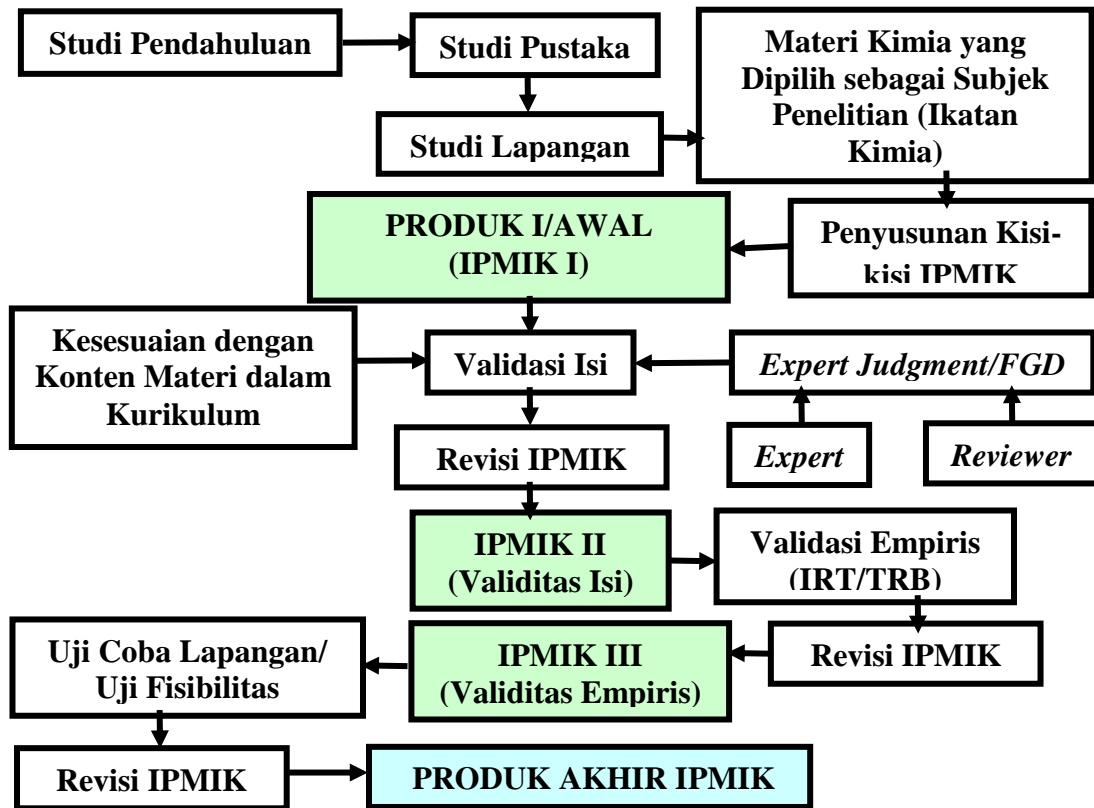 Studi Pendahuluan
Studi Pustaka
Studi Lapangan
Materi Kimia yang
Dipilih sebagai Subjek
Penelitian (Ikatan
Kimia)
Penyusunan Kisi-
kisi IPMIK
PRODUK I/AWAL
(IPMIK I)
Kesesuaian dengan
Konten Materi dalam
Kurikulum
Validasi Isi
Expert Judgment/FGD
Expert
Reviewer
Revisi IPMIK
IPMIK II
(Validitas Isi)
Validasi Empiris
(IRT/TRB)
Revisi IPMIK
IPMIK III
(Validitas Empiris)
Uji Coba Lapangan/
Uji Fisibilitas
Revisi IPMIK
PRODUK AKHIR IPMIK